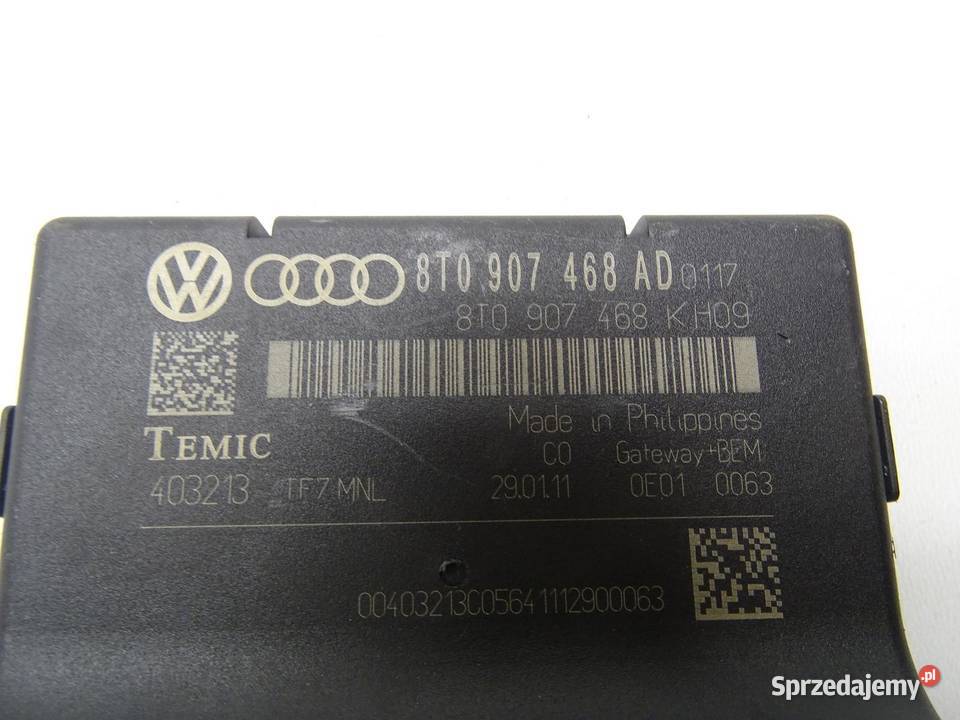 8T0 907 468 AD 0117
8T0 907 468 K H09
Made in Philippines
TEMIC
C0 Gateway+BEM
403213 TF7 MNL 29.01.11 0E01 0063
00403213C05641112900063
Sprzedajemy.pl